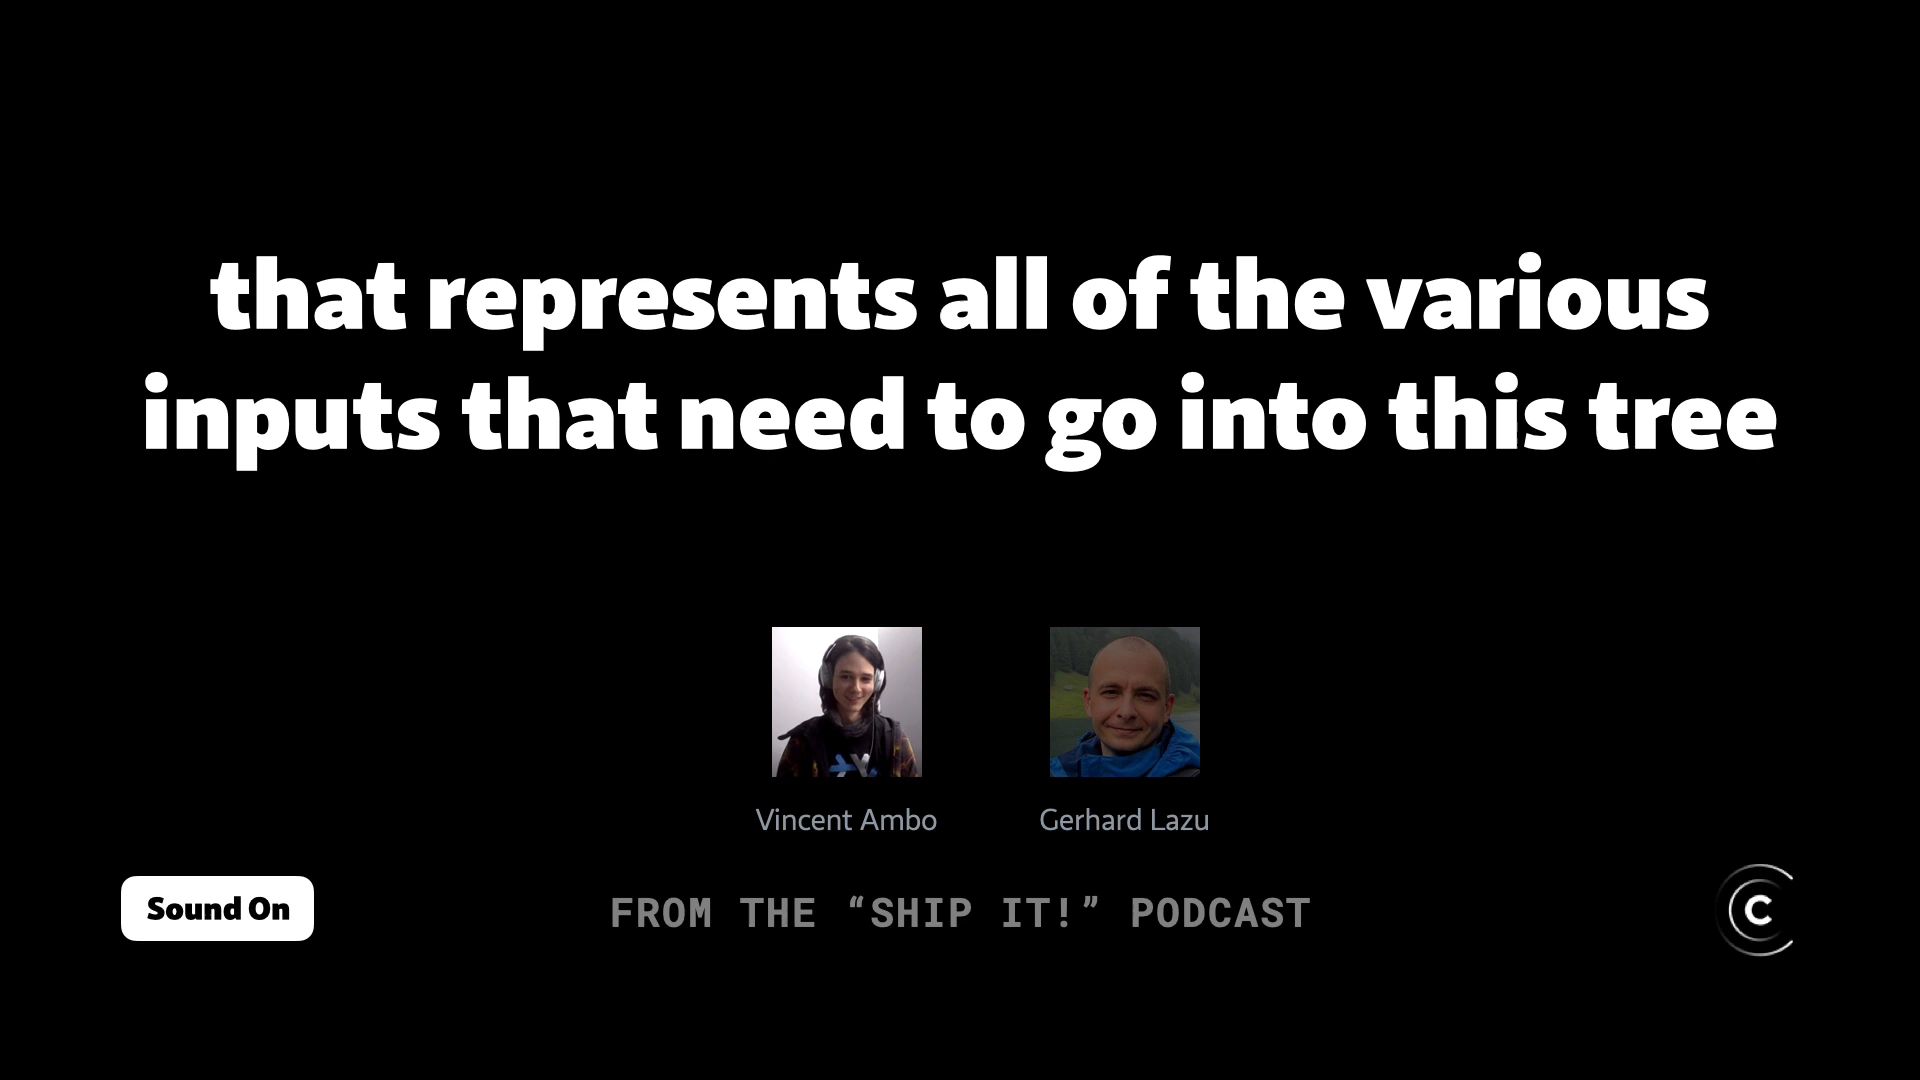 that represents all of the various
inputs that need to go into this tree
Vincent Ambo
Gerhard Lazu
Sound On
FROM THE “SHIP IT!” PODCAST
C